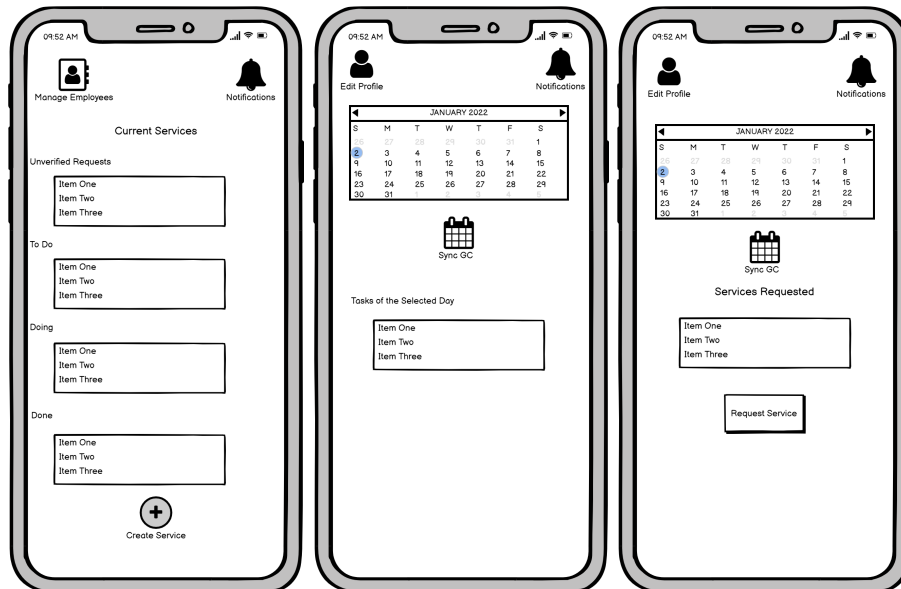 09:52 AM
Manage Employees
Notifications
Current Services
Unverified Requests
Item One
Item Two
Item Three
To Do
Item One
Item Two
Item Three
Doing
Item One
Item Two
Item Three
Done
Item One
Item Two
Item Three
Create Service
09:52 AM
Edit Profile
Notifications
JANUARY 2022
S M T W T F S
26 27 28 29 30 31 1
2 3 4 5 6 7 8
9 10 11 12 13 14 15
16 17 18 19 20 21 22
23 24 25 26 27 28 29
30 31 1 2 3 4 5
Sync GC
Tasks of the Selected Day
Item One
Item Two
Item Three
09:52 AM
Edit Profile
Notifications
JANUARY 2022
S M T W T F S
26 27 28 29 30 31 1
2 3 4 5 6 7 8
9 10 11 12 13 14 15
16 17 18 19 20 21 22
23 24 25 26 27 28 29
30 31 1 2 3 4 5
Sync GC
Services Requested
Item One
Item Two
Item Three
Request Service